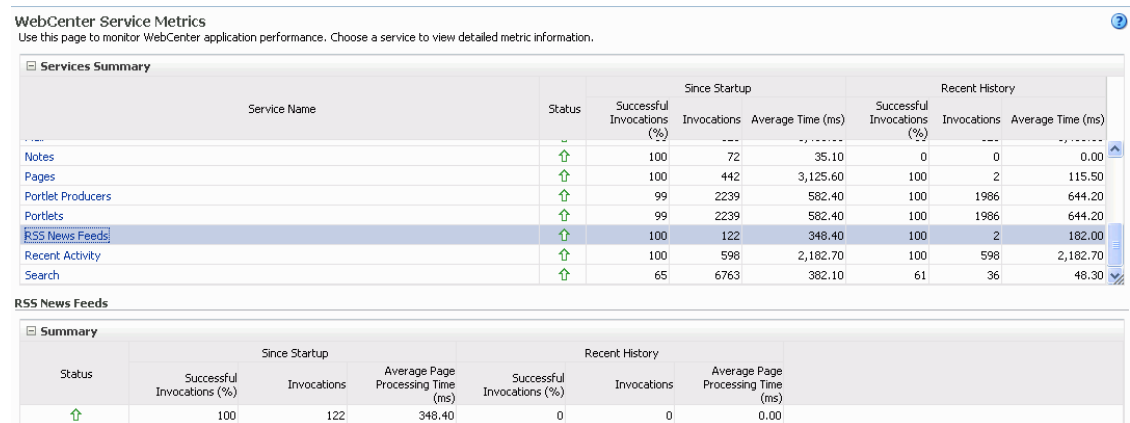 WebCenter Service Metrics
Use this page to monitor WebCenter application performance. Choose a service to view detailed metric information.
Services Summary
Service Name Status Since Startup Recent History
Successful Invocations (%) Invocations Average Time (ms) Successful Invocations (%) Invocations Average Time (ms)
Notes 100 72 35.10 0 0 0.00
Pages 100 442 3,125.60 100 2 115.50
Portlet Producers 99 2239 582.40 100 1986 644.20
Portlets 99 2239 582.40 100 1986 644.20
RSS News Feeds 100 122 348.40 100 2 182.00
Recent Activity 100 598 2,182.70 100 598 2,182.70
Search 65 6763 382.10 61 36 48.30
RSS News Feeds
Summary
Status Since Startup Recent History
Successful Invocations (%) Invocations Average Page Processing Time (ms) Successful Invocations (%) Invocations Average Page Processing Time (ms)
100 122 348.40 0 0 0.00